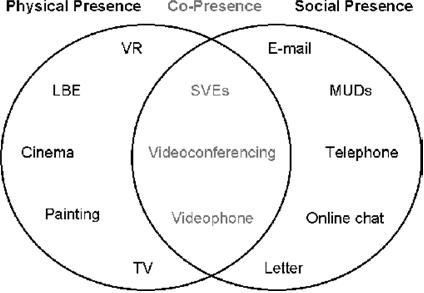 Physical Presence Co-Presence Social Presence
VR E-mail
LBE SVEs MUDs
Cinema Videoconferencing Telephone
Painting Videophone Online chat
TV Letter